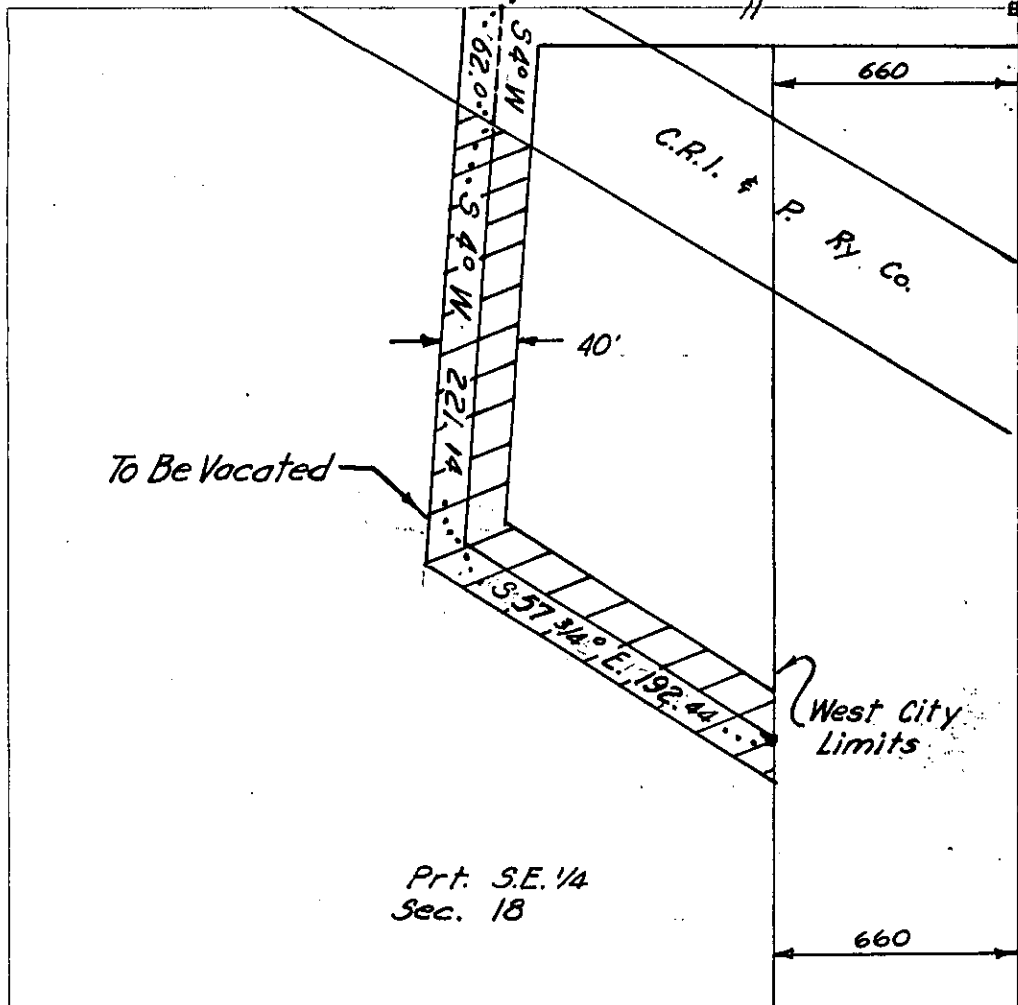 S 4° W
62.0
660
C.R.I. & P. Ry. Co.
S 4° W 221.14
40'
To Be Vacated
S 57 3/4° E. 192.44
West City
Limits
Prt. S.E. 1/4
Sec. 18
660